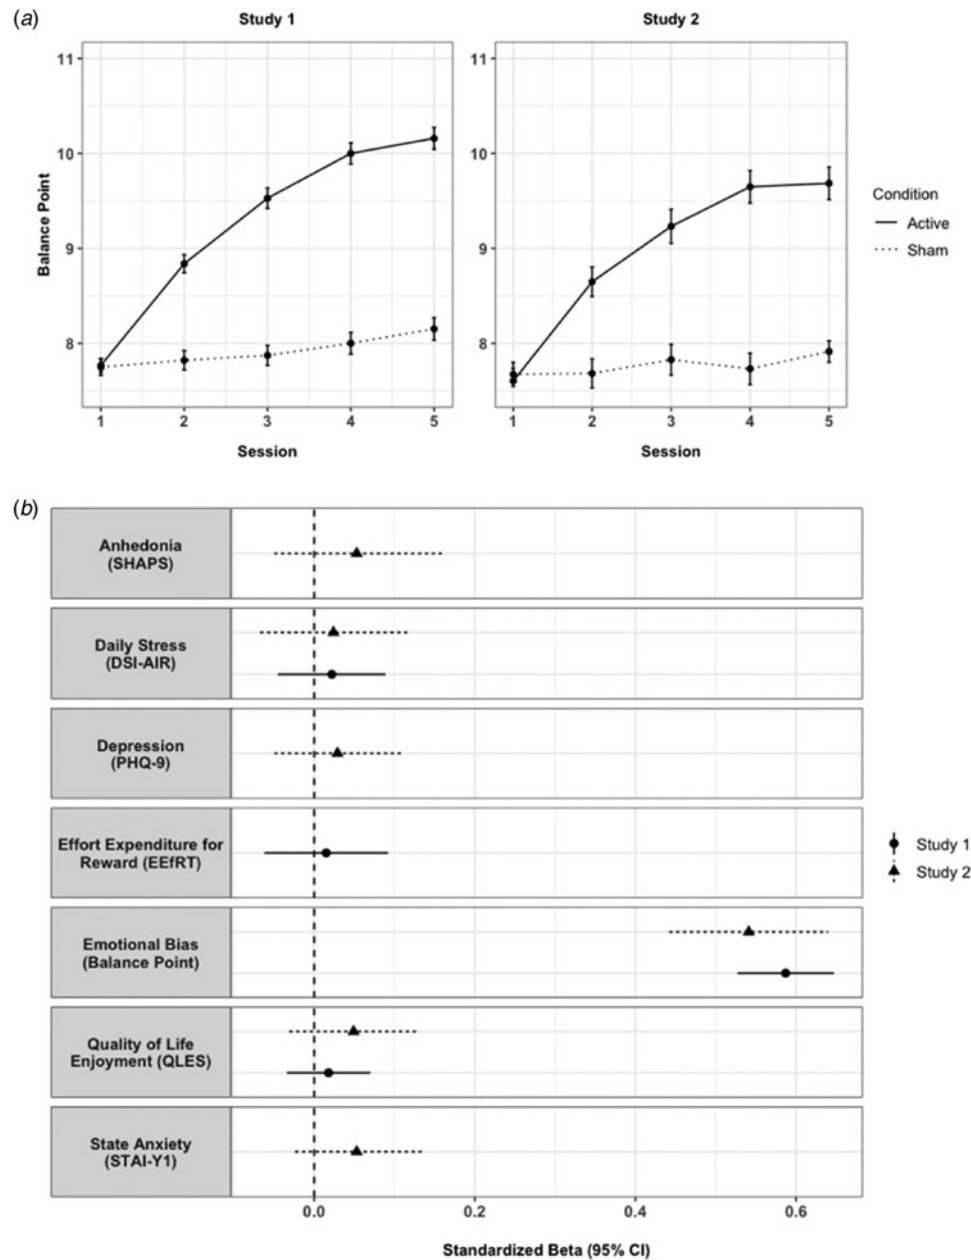 (a)
Study 1
Study 2
11
10
9
8
Balance Point
1 2 3 4 5
Session
11
10
9
8
1 2 3 4 5
Session
Condition
Active
Sham
(b)
Anhedonia
(SHAPS)
Daily Stress
(DSI-AIR)
Depression
(PHQ-9)
Effort Expenditure for
Reward (EEfRT)
Emotional Bias
(Balance Point)
Quality of Life
Enjoyment (QLES)
State Anxiety
(STAI-Y1)
0.0 0.2 0.4 0.6
Standardized Beta (95% CI)
Study 1
Study 2